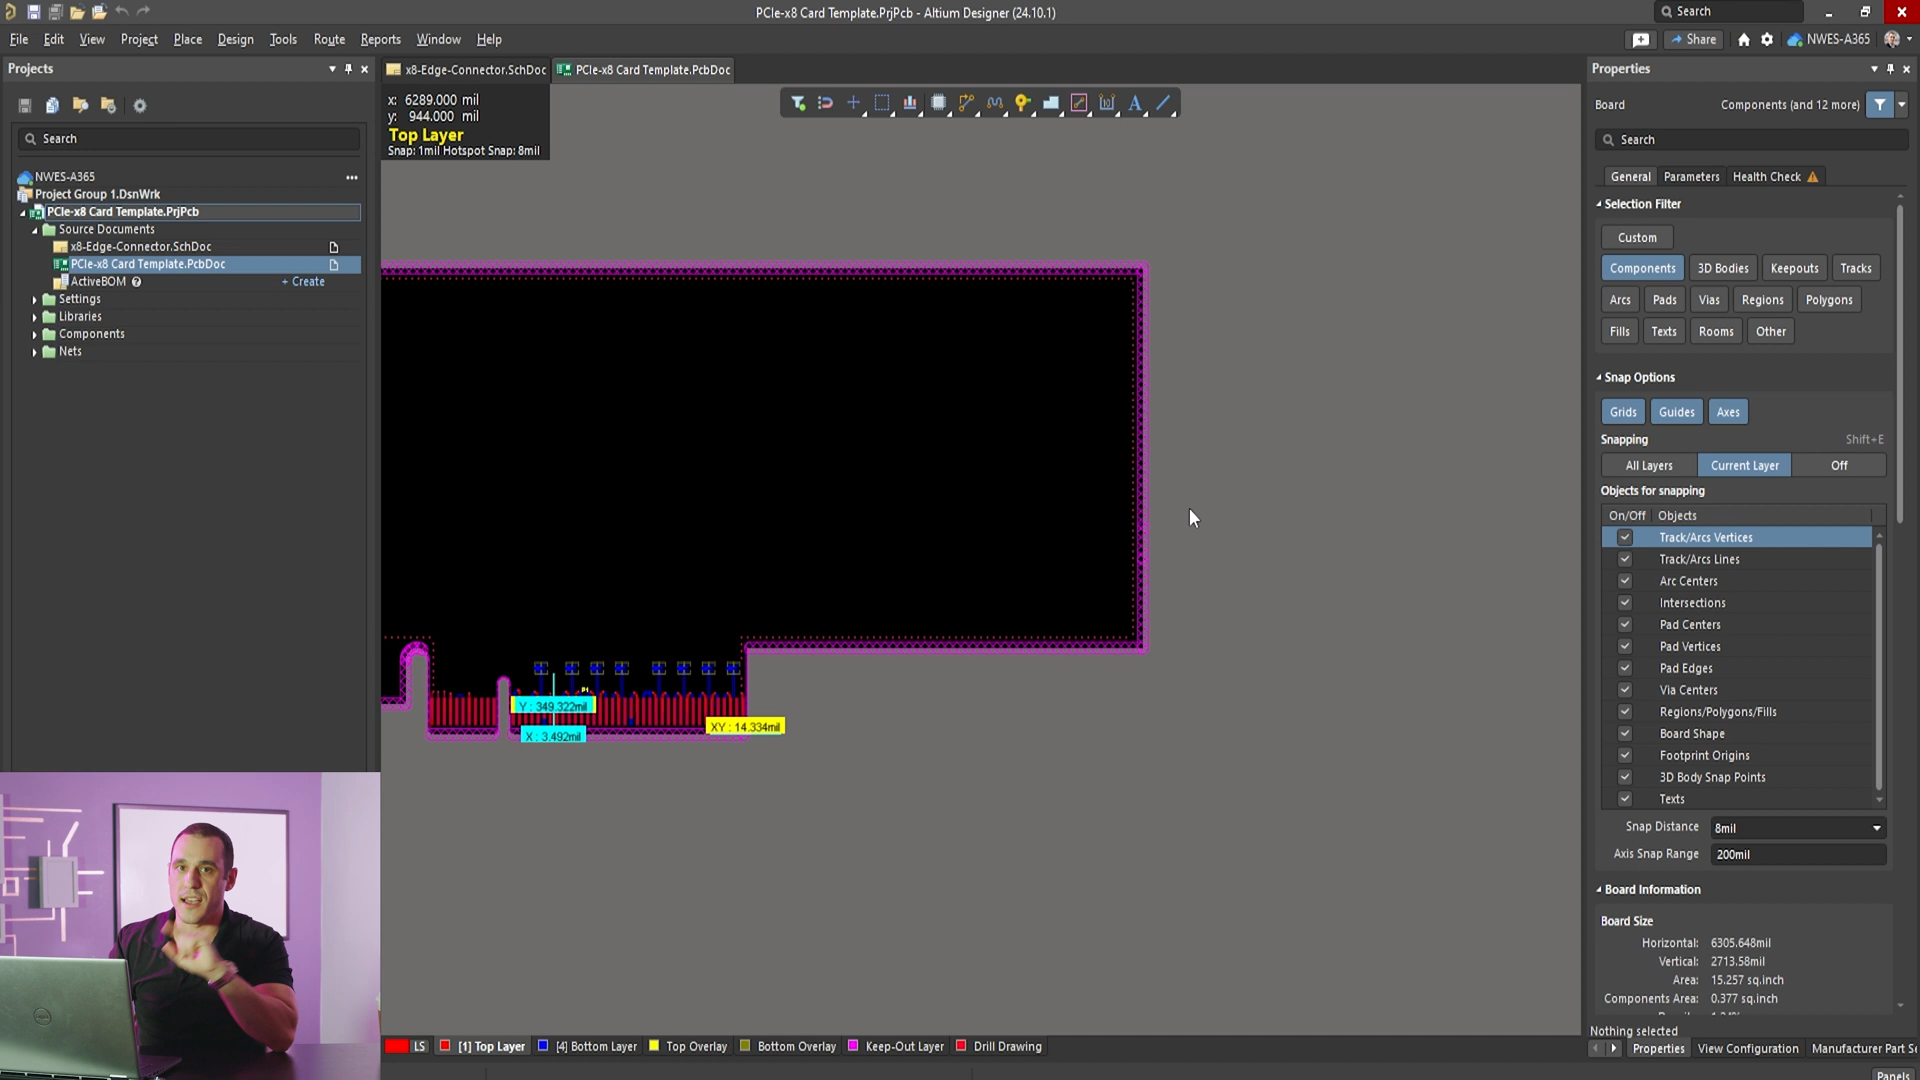 PCIe-x8 Card Template.PrjPcb - Altium Designer (24.10.1)
Search
File Edit View Project Place Design Tools Route Reports Window Help
Share
NWES-A365
Projects
Search
NWES-A365
Project Group 1.DsnWrk
PCIe-x8 Card Template.PrjPcb
Source Documents
x8-Edge-Connector.SchDoc
PCIe-x8 Card Template.PcbDoc
ActiveBOM
+ Create
Settings
Libraries
Components
Nets
x8-Edge-Connector.SchDoc
PCIe-x8 Card Template.PcbDoc
x: 6289.000 mil
y: 944.000 mil
Top Layer
Snap: 1mil Hotspot Snap: 8mil
P1
Y : 349.322mil
X : 3.492mil
XY : 14.334mil
LS
[1] Top Layer
[4] Bottom Layer
Top Overlay
Bottom Overlay
Keep-Out Layer
Drill Drawing
Properties
Board
Components (and 12 more)
Search
General Parameters Health Check
Selection Filter
Custom
Components 3D Bodies Keepouts Tracks
Arcs Pads Vias Regions Polygons
Fills Texts Rooms Other
Snap Options
Grids Guides Axes
Snapping Shift+E
All Layers Current Layer Off
Objects for snapping
On/Off Objects
Track/Arcs Vertices
Track/Arcs Lines
Arc Centers
Intersections
Pad Centers
Pad Vertices
Pad Edges
Via Centers
Regions/Polygons/Fills
Board Shape
Footprint Origins
3D Body Snap Points
Texts
Snap Distance 8mil
Axis Snap Range 200mil
Board Information
Board Size
Horizontal: 6305.648mil
Vertical: 2713.58mil
Area: 15.257 sq.inch
Components Area: 0.377 sq.inch
Nothing selected
Properties View Configuration Manufacturer Part Se
Panels